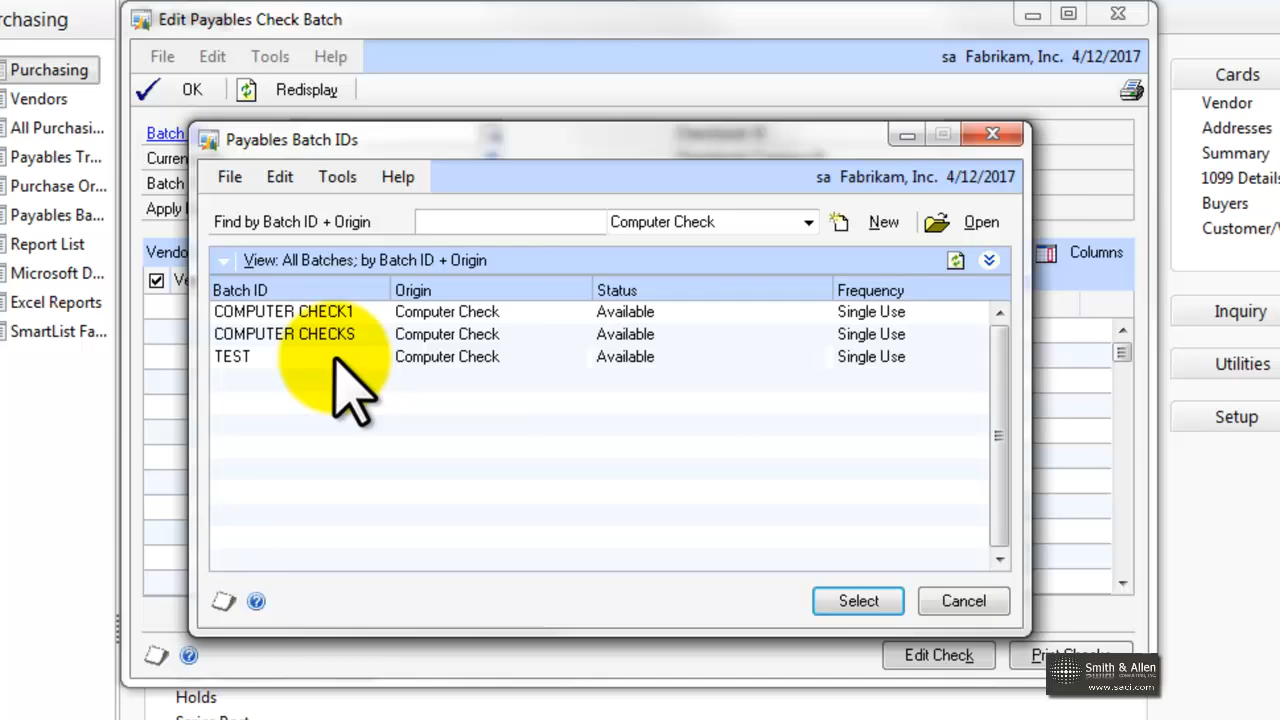 rchasing
Purchasing
Vendors
All Purchasi...
Payables Tr...
Purchase Or...
Payables Ba...
Report List
Microsoft D...
Excel Reports
SmartList Fa...
Edit Payables Check Batch
File Edit Tools Help
sa Fabrikam, Inc. 4/12/2017
OK Redisplay
Batch
Curren
Batch
Apply
Vendo
Ve
Columns
Payables Batch IDs
File Edit Tools Help
sa Fabrikam, Inc. 4/12/2017
Find by Batch ID + Origin Computer Check New Open
View: All Batches; by Batch ID + Origin
Batch ID Origin Status Frequency
COMPUTER CHECK1 Computer Check Available Single Use
COMPUTER CHECKS Computer Check Available Single Use
TEST Computer Check Available Single Use
Select Cancel
Edit Check
Holds
Cards
Vendor
Addresses
Summary
1099 Details
Buyers
Customer/V
Inquiry
Utilities
Setup
Smith & Allen
CONSULTING, INC.
www.saci.com